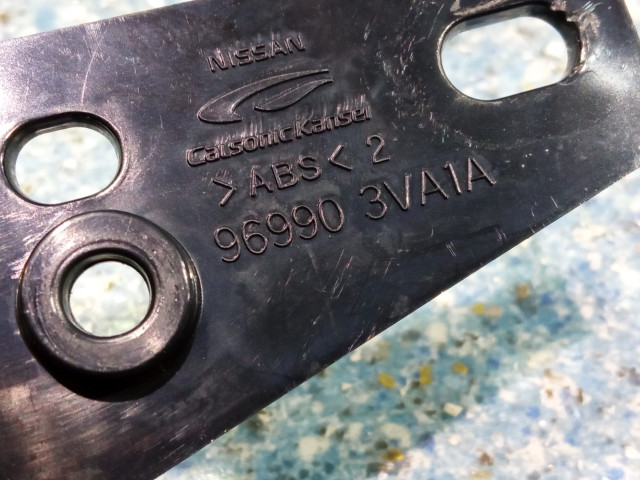 NISSAN
CalsonicKansei
>ABS< 2
96990 3VA1A